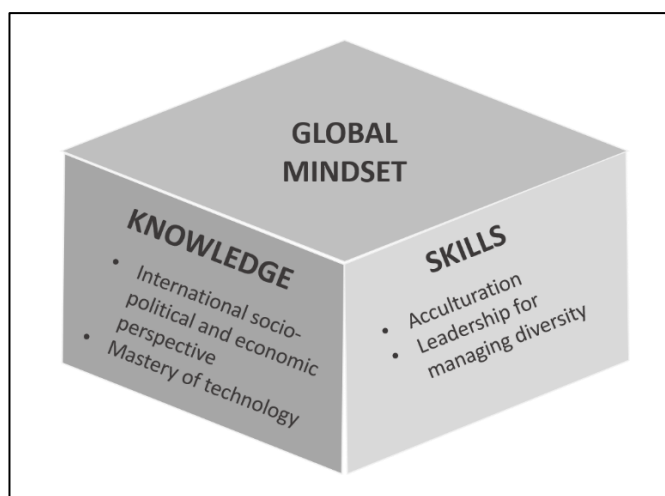 GLOBAL
MINDSET
KNOWLEDGE
• International socio-
political and economic
perspective
• Mastery of technology
SKILLS
• Acculturation
• Leadership for
managing diversity